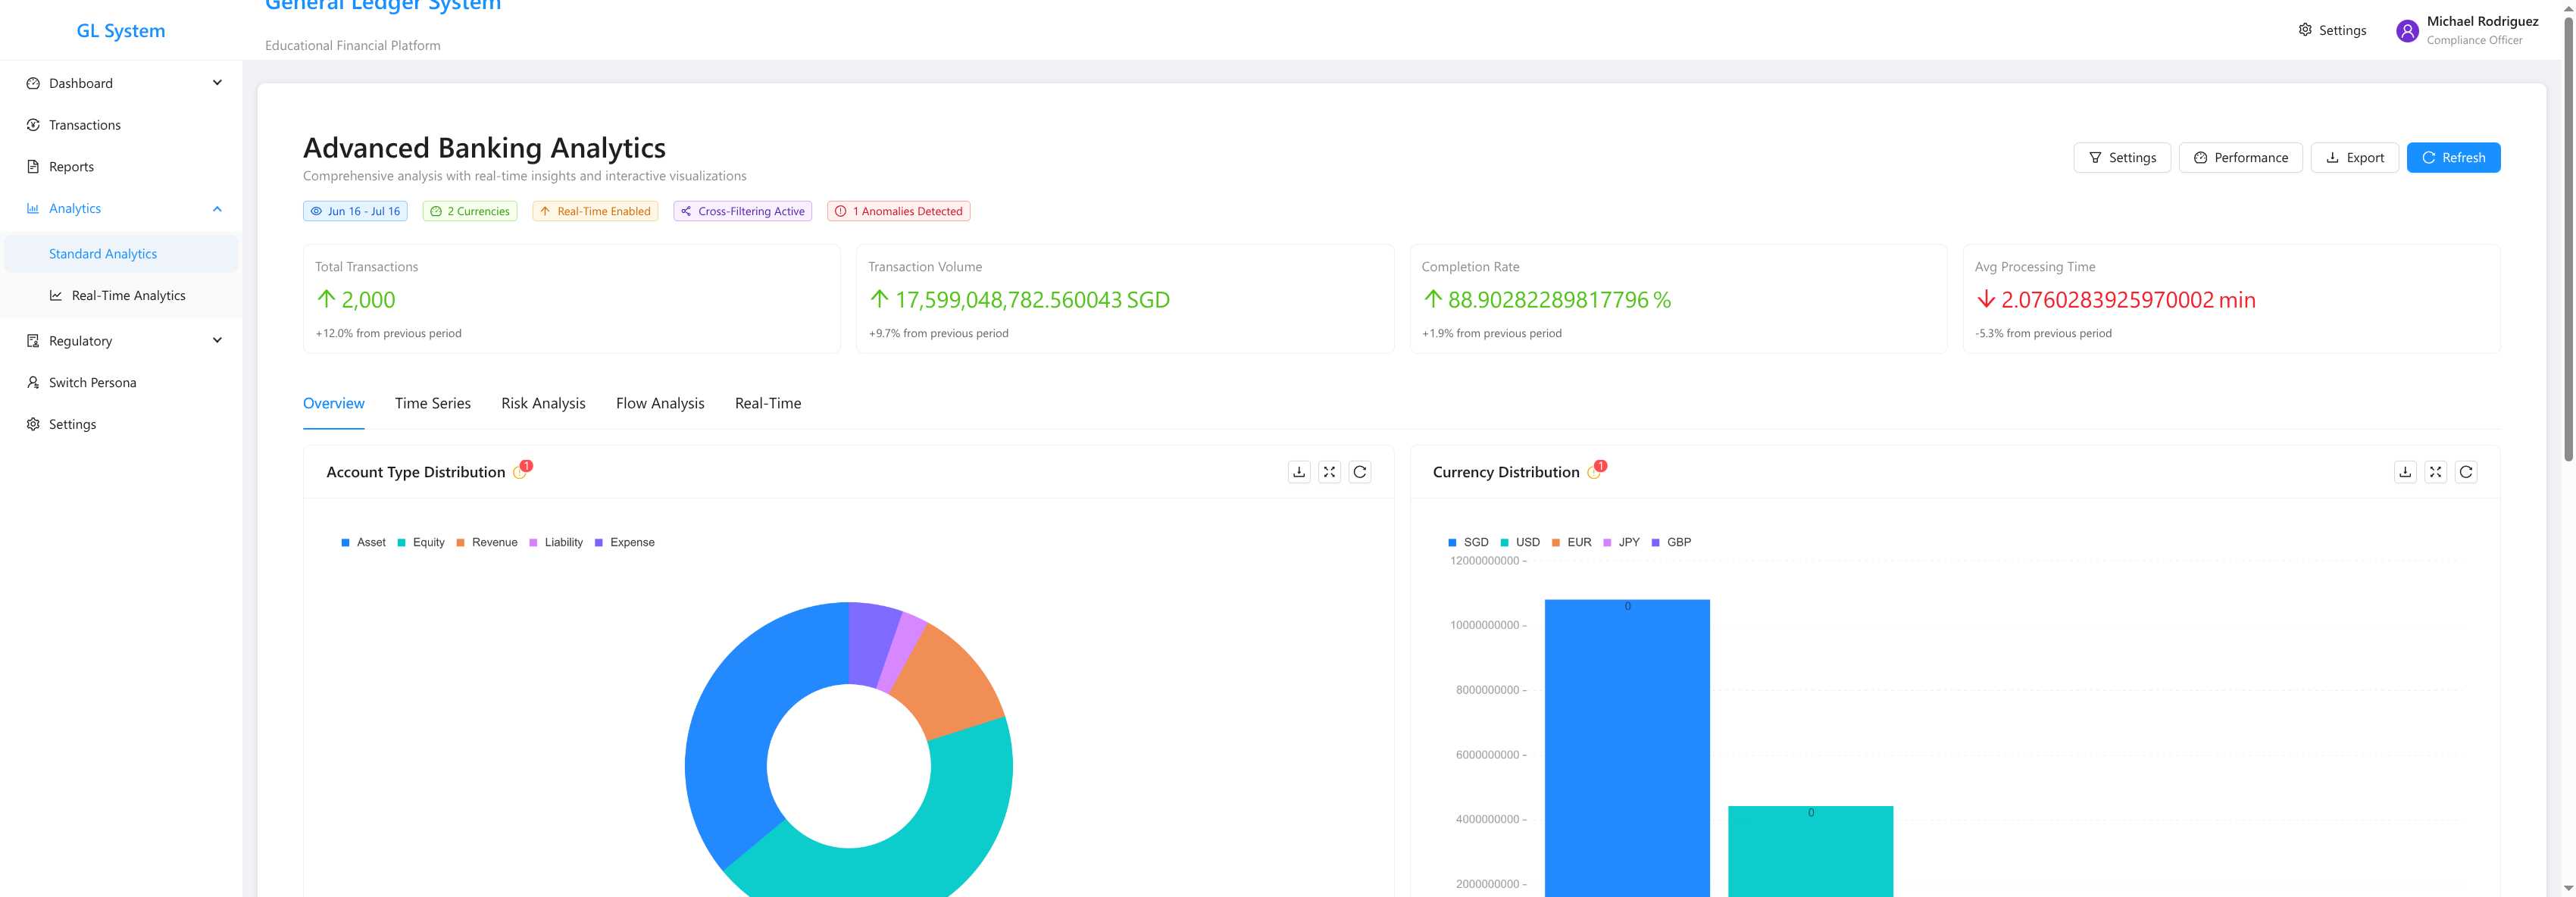 General Ledger System
GL System
Educational Financial Platform
Settings
Michael Rodriguez
Compliance Officer
Dashboard
Transactions
Reports
Analytics
Standard Analytics
Real-Time Analytics
Regulatory
Switch Persona
Settings
Advanced Banking Analytics
Comprehensive analysis with real-time insights and interactive visualizations
Settings
Performance
Export
Refresh
Jun 16 - Jul 16
2 Currencies
Real-Time Enabled
Cross-Filtering Active
1 Anomalies Detected
Total Transactions
2,000
+12.0% from previous period
Transaction Volume
17,599,048,782.560043 SGD
+9.7% from previous period
Completion Rate
88.90282289817796 %
+1.9% from previous period
Avg Processing Time
2.0760283925970002 min
-5.3% from previous period
Overview
Time Series
Risk Analysis
Flow Analysis
Real-Time
Account Type Distribution
1
Asset
Equity
Revenue
Liability
Expense
Currency Distribution
1
SGD
USD
EUR
JPY
GBP
12000000000
10000000000
8000000000
6000000000
4000000000
2000000000
0
0